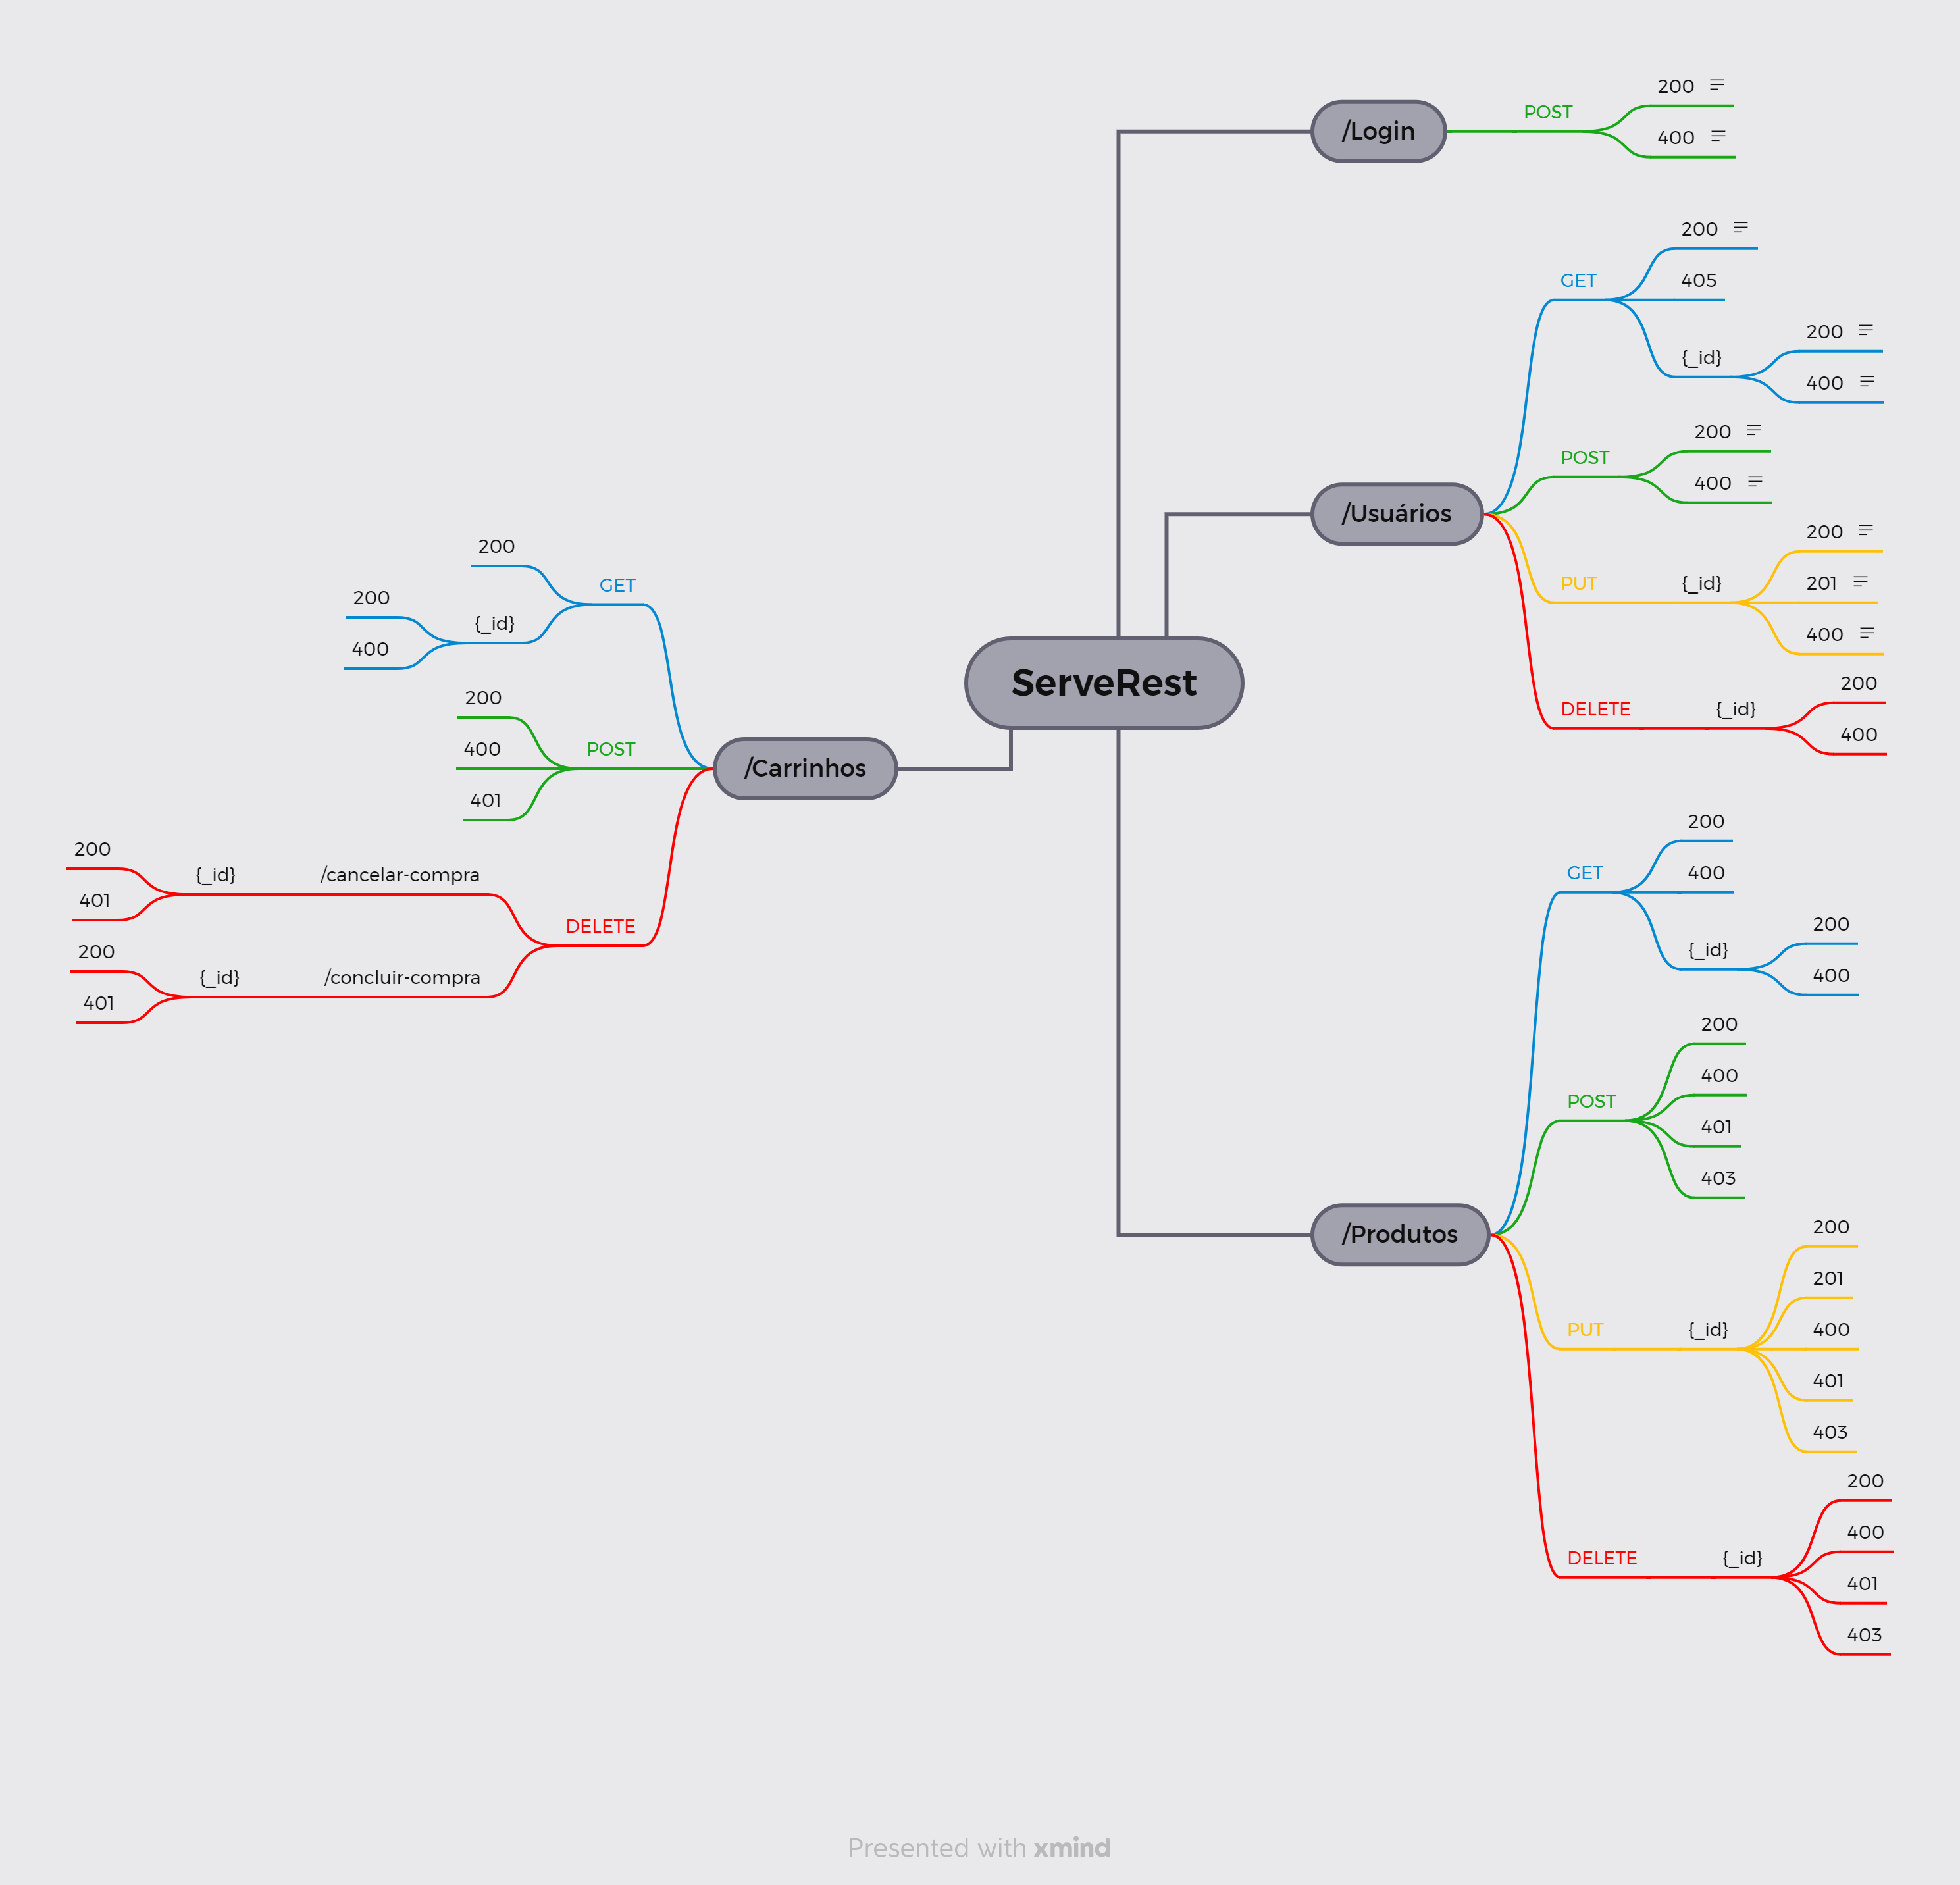 ServeRest
/Login
POST
200
400
/Usuários
GET
200
405
{_id}
200
400
POST
200
400
PUT
{_id}
200
201
400
DELETE
{_id}
200
400
/Produtos
GET
200
400
{_id}
200
400
POST
200
400
401
403
PUT
{_id}
200
201
400
401
403
DELETE
{_id}
200
400
401
403
/Carrinhos
GET
200
{_id}
200
400
POST
200
400
401
DELETE
/cancelar-compra
{_id}
200
401
/concluir-compra
{_id}
200
401
Presented with xmind